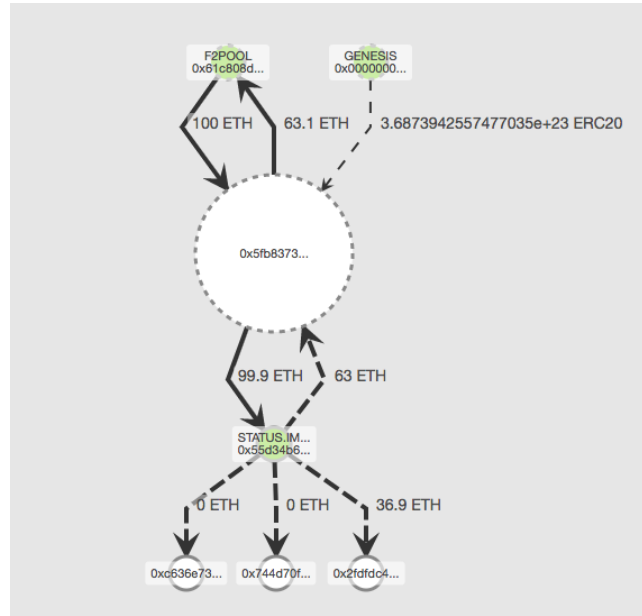 F2POOL
0x61c808d...
GENESIS
0x0000000...
100 ETH
63.1 ETH
3.6873942557477035e+23 ERC20
0x5fb8373...
99.9 ETH
63 ETH
STATUS.IM...
0x55d34b6...
0 ETH
0 ETH
36.9 ETH
0xc636e73...
0x744d70f...
0x2fdfdc4...